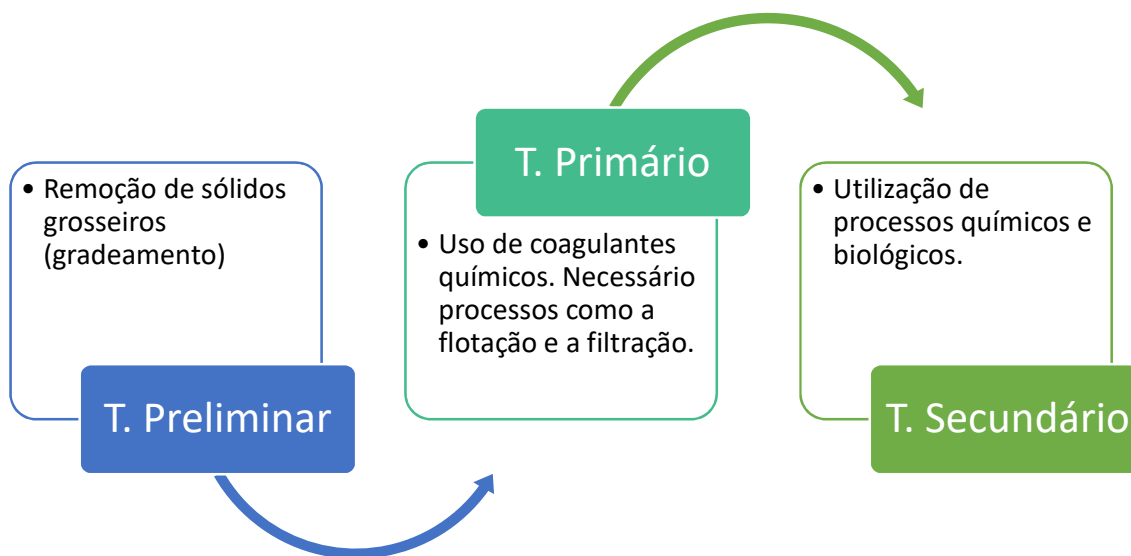 • Remoção de sólidos
grosseiros
(gradeamento)
T. Preliminar
T. Primário
• Uso de coagulantes
químicos. Necessário
processos como a
flotação e a filtração.
• Utilização de
processos químicos e
biológicos.
T. Secundário